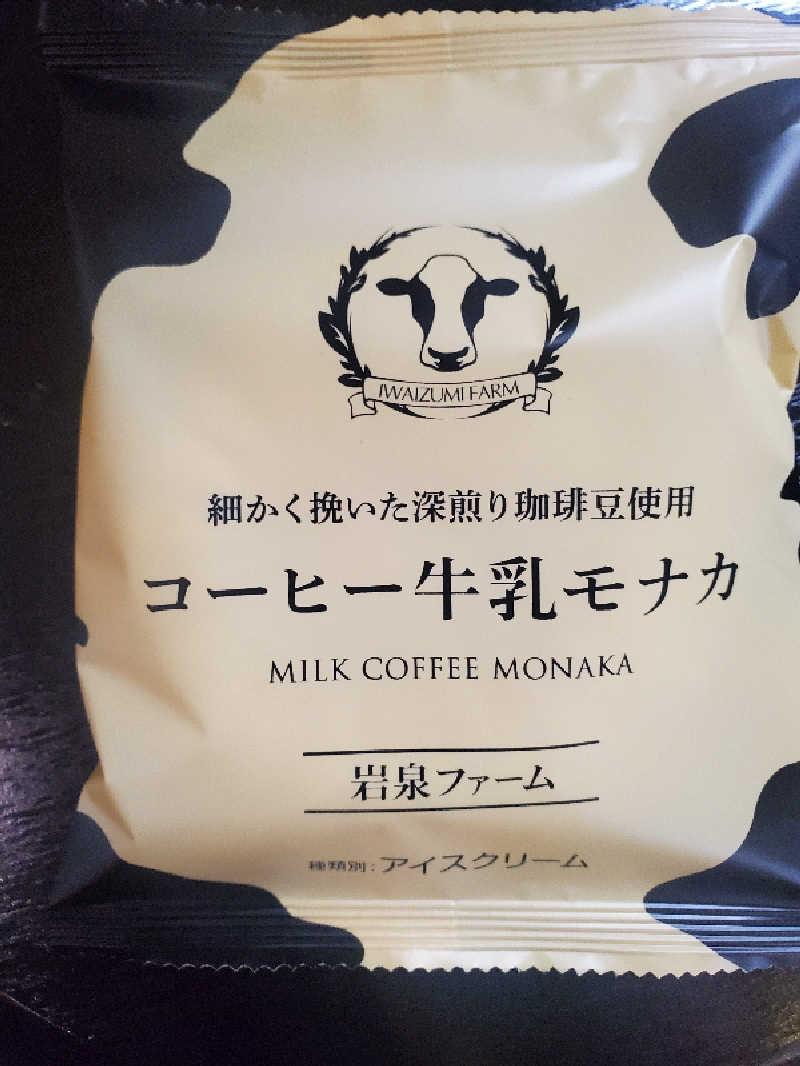 IWAIZUMI FARM
細かく挽いた深煎り珈琲豆使用
コーヒー牛乳モナカ
MILK COFFEE MONAKA
岩泉ファーム
種類別:アイスクリーム